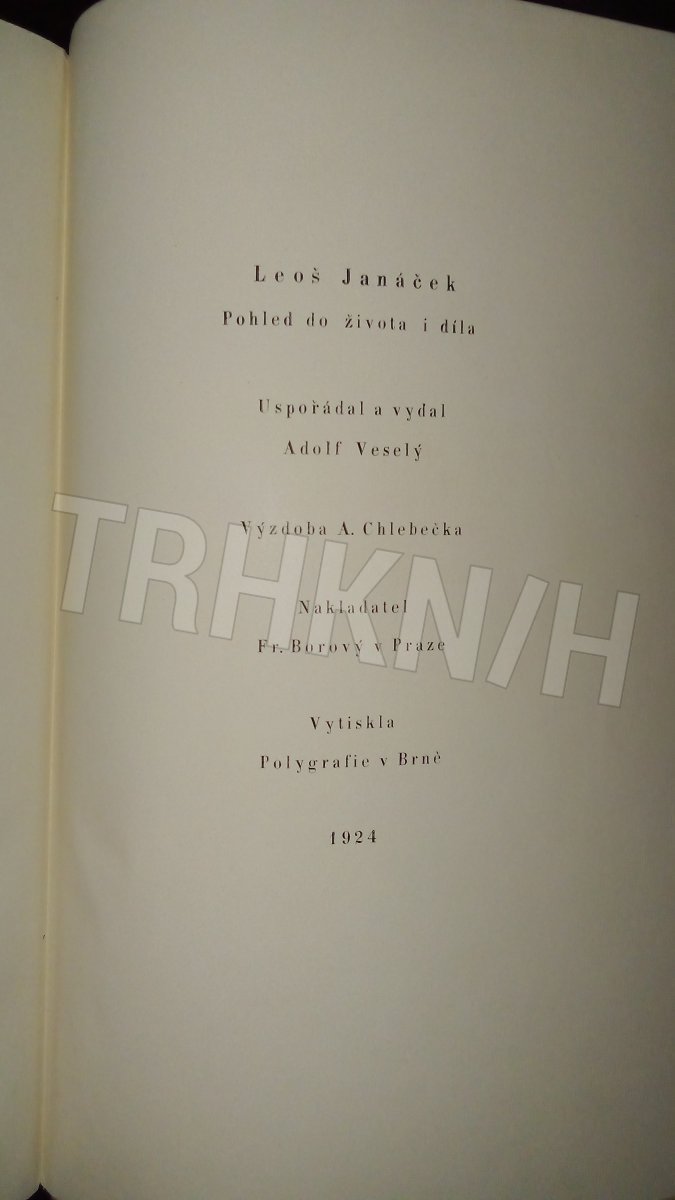 Leoš Janáček
Pohled do života i díla
Uspořádal a vydal
Adolf Veselý
Výzdoba A. Chlebečka
TRHKN/H
Nakladatel
Fr. Borový v Praze
Vytiskla
Polygrafie v Brně
1924